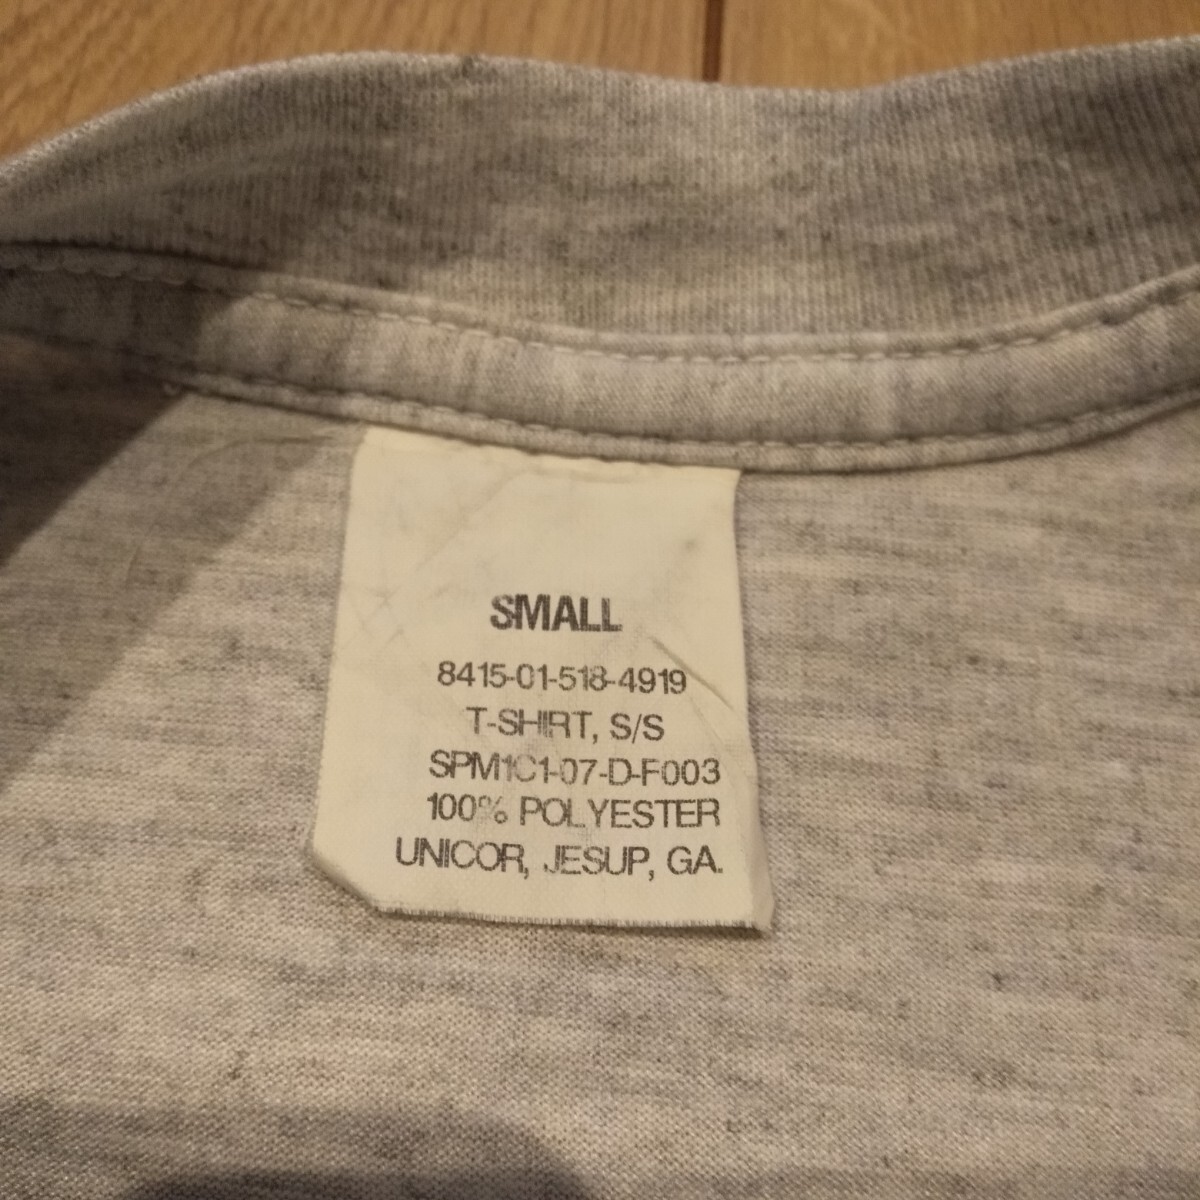 SMALL
8415-01-518-4919
T-SHIRT, S/S
SPM1C1-07-D-F003
100% POLYESTER
UNICOR, JESUP, GA.